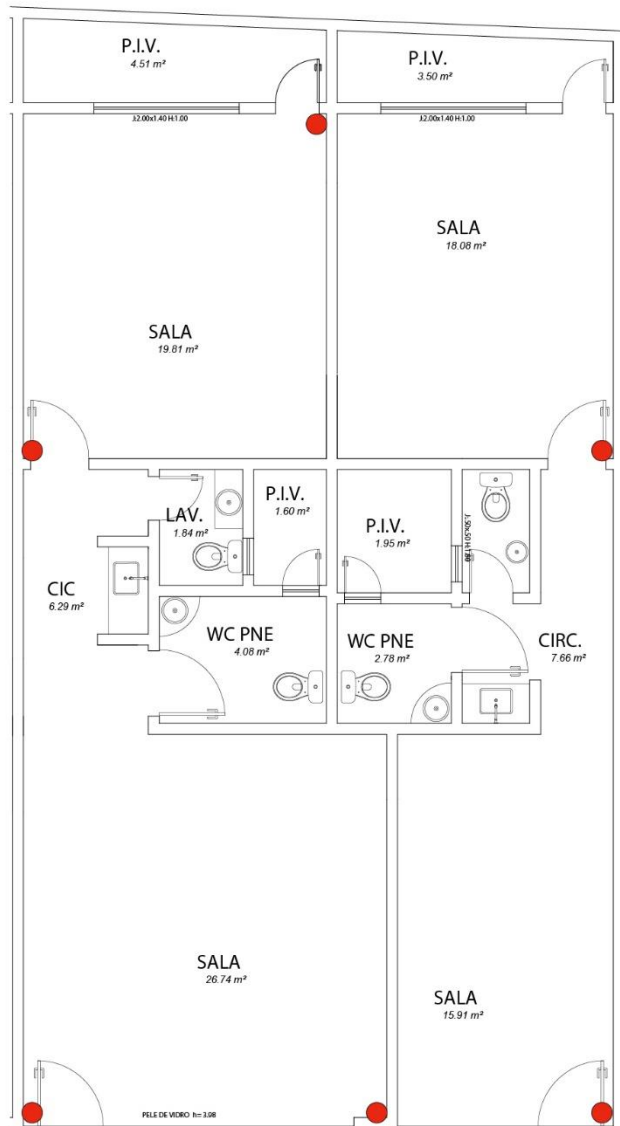 P.I.V.
4.51 m²
P.I.V.
3.50 m²
J:2.00x1.40 H:1.00
J:2.00x1.40 H:1.00
SALA
18.08 m²
SALA
19.81 m²
LAV.
1.84 m²
P.I.V.
1.60 m²
P.I.V.
1.95 m²
CIC
6.29 m²
WC PNE
4.08 m²
WC PNE
2.78 m²
CIRC.
7.66 m²
SALA
26.74 m²
SALA
15.91 m²
PELE DE VIDRO h= 3.98